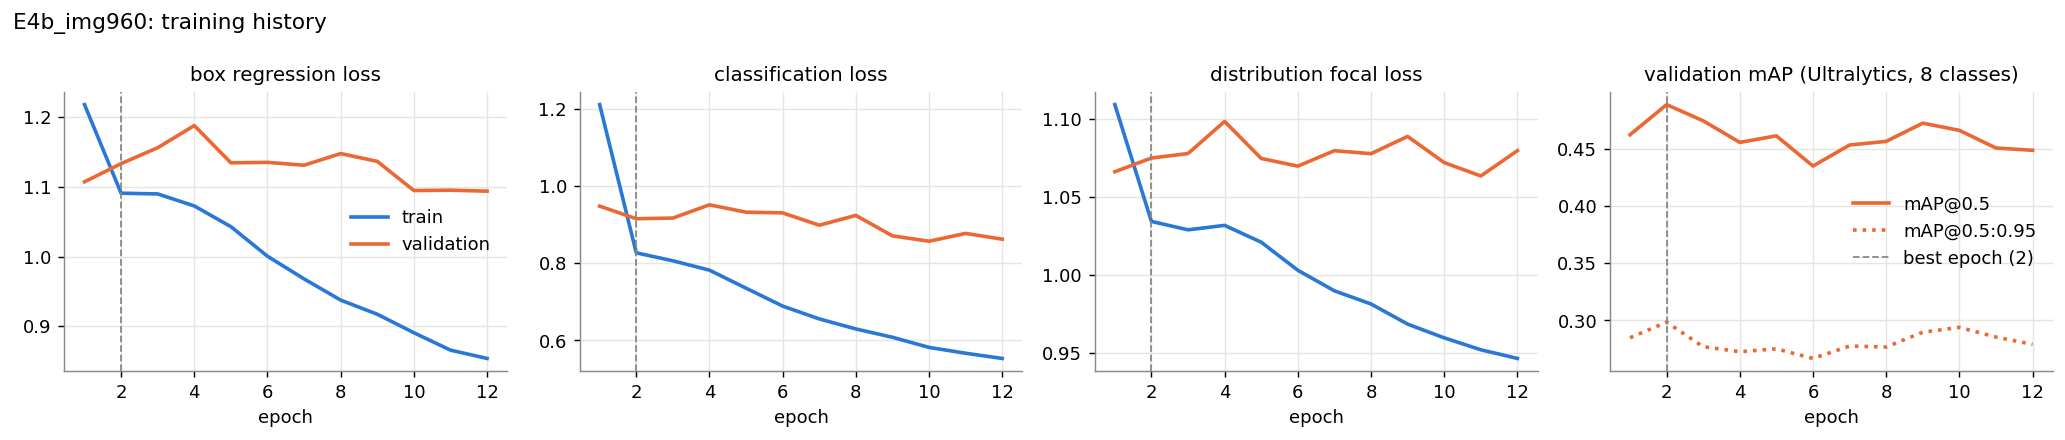 E4b_img960: training history
box regression loss
1.2
1.1
1.0
0.9
train
validation
2 4 6 8 10 12
epoch
classification loss
1.2
1.0
0.8
0.6
2 4 6 8 10 12
epoch
distribution focal loss
1.10
1.05
1.00
0.95
2 4 6 8 10 12
epoch
validation mAP (Ultralytics, 8 classes)
0.45
0.40
0.35
0.30
mAP@0.5
mAP@0.5:0.95
best epoch (2)
2 4 6 8 10 12
epoch